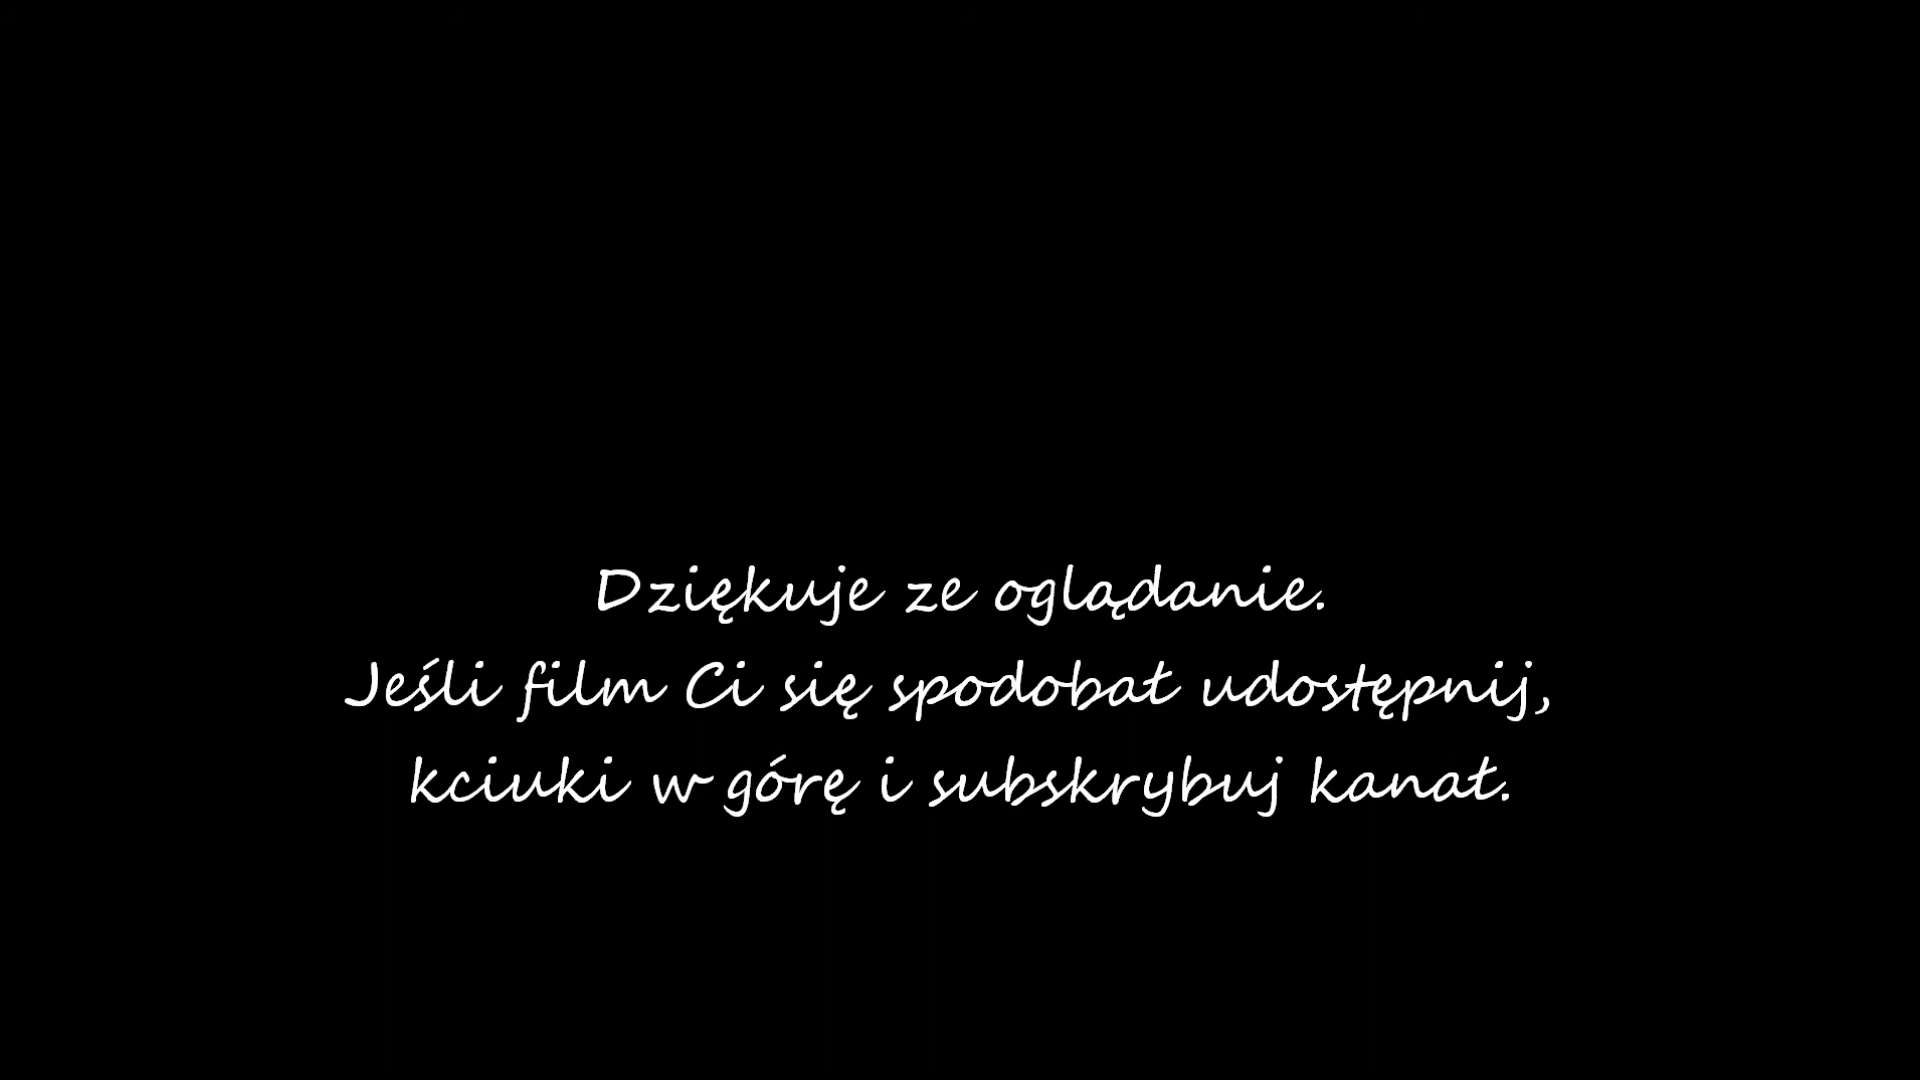 Dziękuje ze oglądanie.
Jeśli film Ci się spodobał udostępnij,
kciuki w górę i subskrybuj kanał.